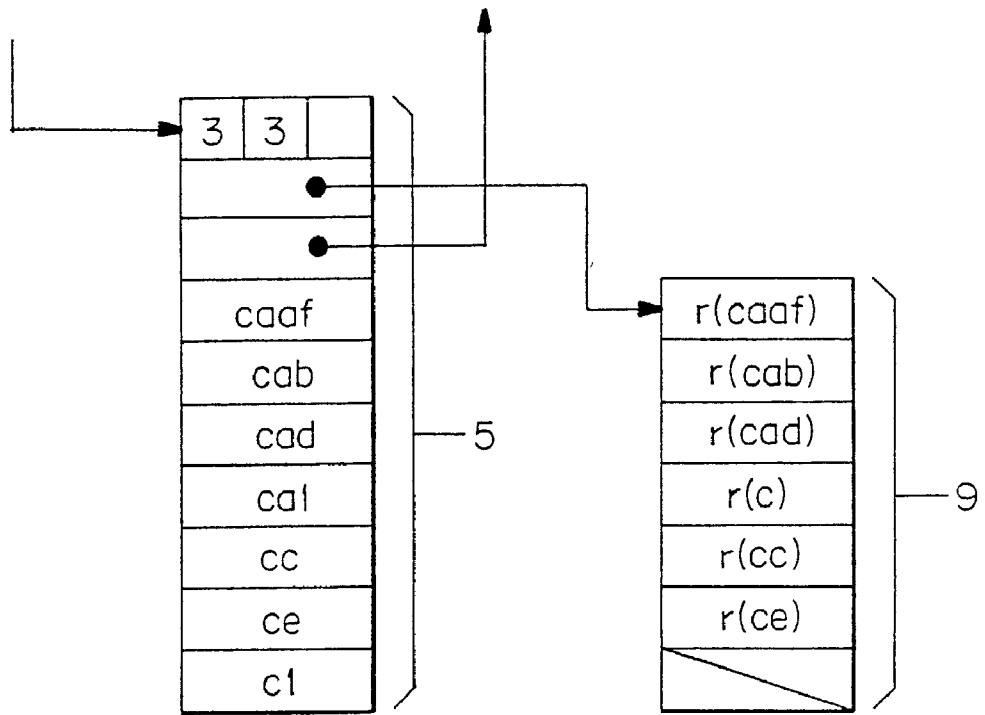 3 3
caaf
cab
cad
ca1
cc
ce
c1
5
r(caaf)
r(cab)
r(cad)
r(c)
r(cc)
r(ce)
9